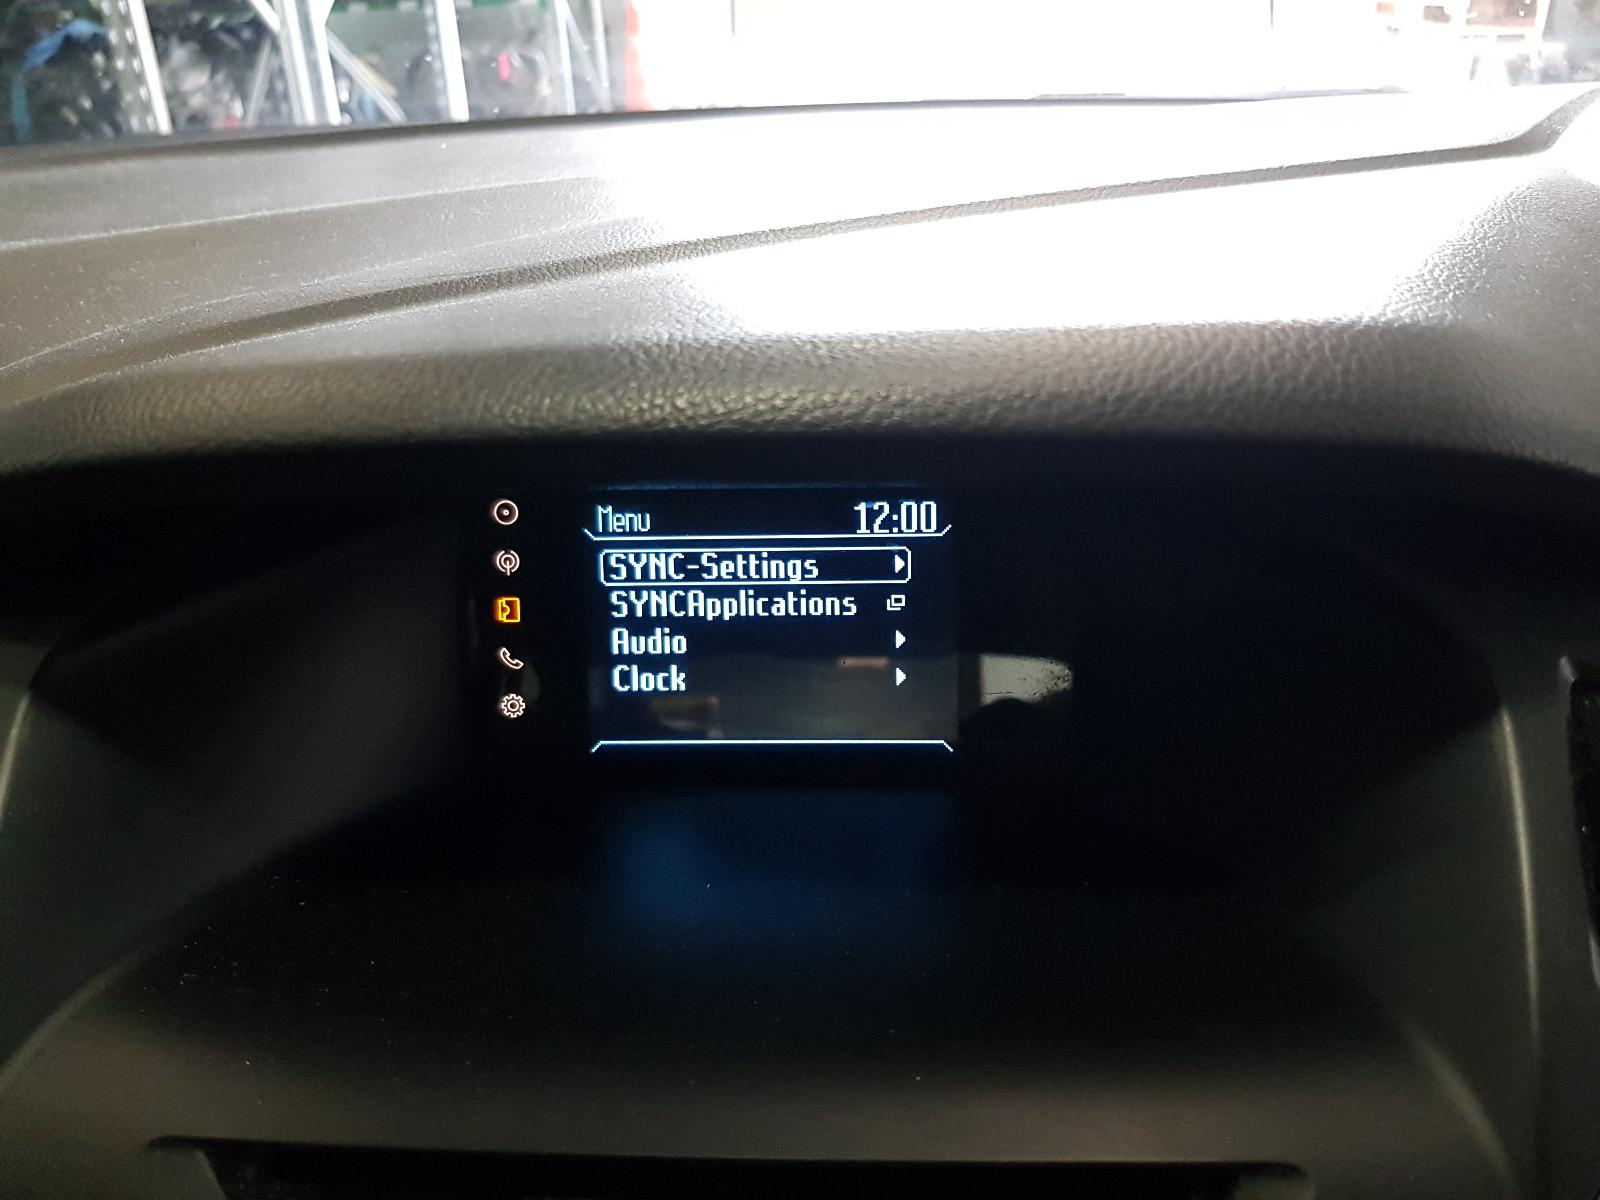 Menu 12:00
SYNC-Settings
SYNCApplications
Audio
Clock